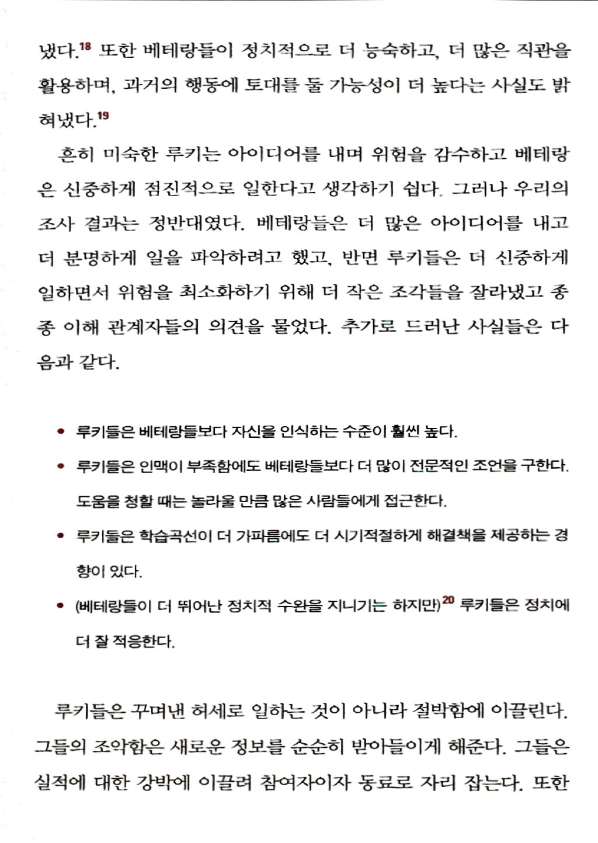 냈다.18 또한 베테랑들이 정치적으로 더 능숙하고, 더 많은 직관을
활용하며, 과거의 행동에 토대를 둘 가능성이 더 높다는 사실도 밝
혀냈다.19
흔히 미숙한 루키는 아이디어를 내며 위험을 감수하고 베테랑
은 신중하게 점진적으로 일한다고 생각하기 쉽다. 그러나 우리의
조사 결과는 정반대였다. 베테랑들은 더 많은 아이디어를 내고
더 분명하게 일을 파악하려고 했고, 반면 루키들은 더 신중하게
일하면서 위험을 최소화하기 위해 더 작은 조각들을 잘라냈고 종
종 이해 관계자들의 의견을 물었다. 추가로 드러난 사실들은 다
음과 같다.
• 루키들은 베테랑들보다 자신을 인식하는 수준이 훨씬 높다.
• 루키들은 인맥이 부족함에도 베테랑들보다 더 많이 전문적인 조언을 구한다.
도움을 청할 때는 놀라울 만큼 많은 사람들에게 접근한다.
• 루키들은 학습곡선이 더 가파름에도 더 시기적절하게 해결책을 제공하는 경
향이 있다.
• (베테랑들이 더 뛰어난 정치적 수완을 지니기는 하지만)20 루키들은 정치에
더 잘 적응한다.
루키들은 꾸며낸 허세로 일하는 것이 아니라 절박함에 이끌린다.
그들의 조악함은 새로운 정보를 순순히 받아들이게 해준다. 그들은
실적에 대한 강박에 이끌려 참여자이자 동료로 자리 잡는다. 또한